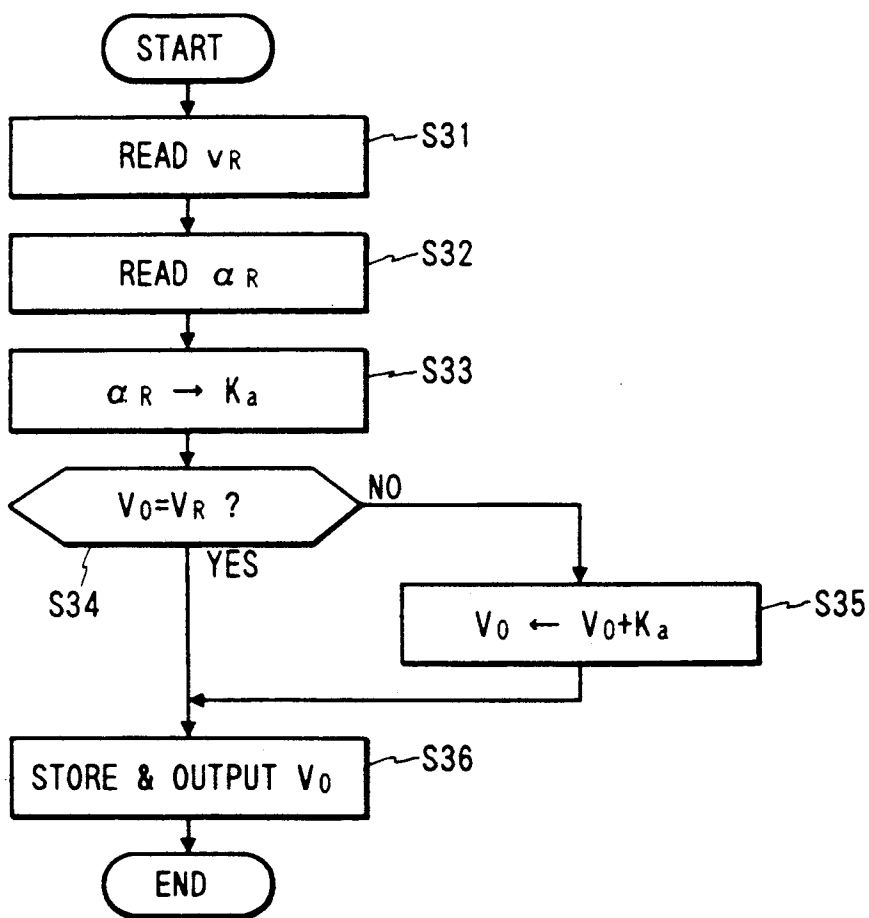 START
READ vR
S31
READ αR
S32
αR → Ka
S33
V0=VR ?
NO
YES
S34
V0 ← V0+Ka
S35
STORE & OUTPUT V0
S36
END